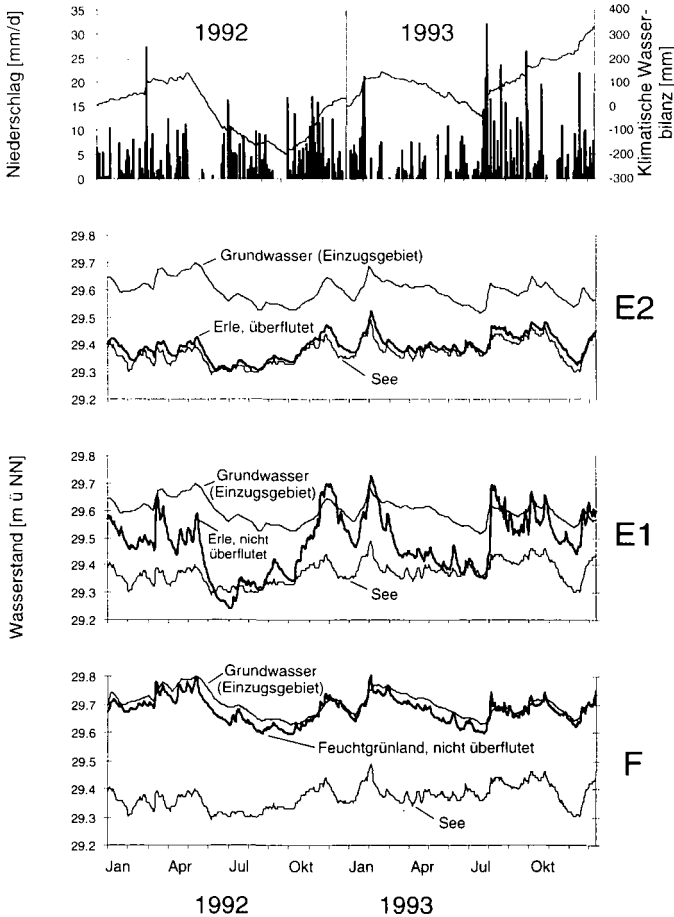 Niederschlag [mm/d]
35
30
25
20
15
10
5
0
1992
1993
400
300
200
100
0
-100
-200
-300
Klimatische Wasser-
bilanz [mm]
Wasserstand [m ü NN]
29.8
29.7
29.6
29.5
29.4
29.3
29.2
Grundwasser (Einzugsgebiet)
Erle, überflutet
See
E2
29.8
29.7
29.6
29.5
29.4
29.3
29.2
Grundwasser
(Einzugsgebiet)
Erle, nicht
überflutet
See
E1
29.8
29.7
29.6
29.5
29.4
29.3
29.2
Grundwasser
(Einzugsgebiet)
Feuchtgrünland, nicht überflutet
See
F
Jan Apr Jul Okt Jan Apr Jul Okt
1992 1993